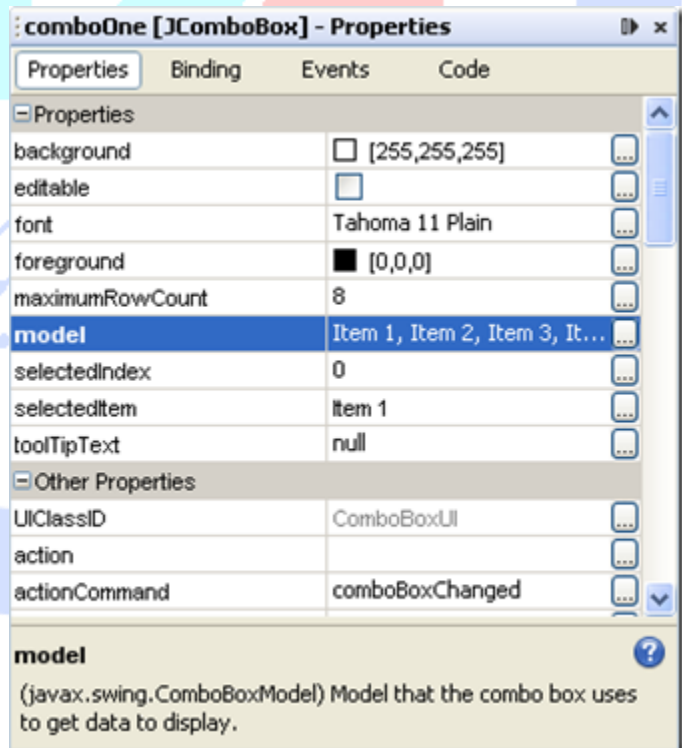 comboOne [JComboBox] - Properties
Properties Binding Events Code
Properties
background [255,255,255] ...
editable ...
font Tahoma 11 Plain ...
foreground [0,0,0] ...
maximumRowCount 8 ...
model Item 1, Item 2, Item 3, It... ...
selectedIndex 0 ...
selectedItem Item 1 ...
toolTipText null ...
Other Properties
UIClassID ComboBoxUI ...
action ...
actionCommand comboBoxChanged ...
model ?
(javax.swing.ComboBoxModel) Model that the combo box uses
to get data to display.